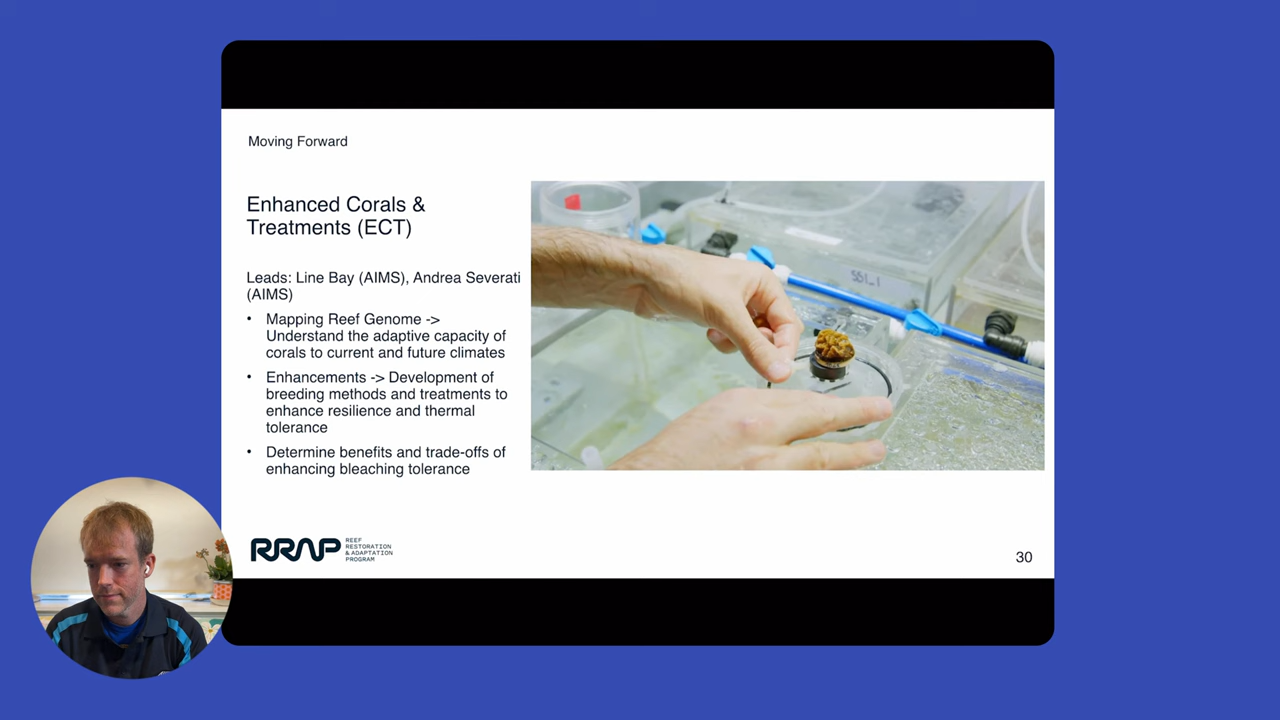 Moving Forward
Enhanced Corals &
Treatments (ECT)
Leads: Line Bay (AIMS), Andrea Severati
(AIMS)
• Mapping Reef Genome ->
Understand the adaptive capacity of
corals to current and future climates
• Enhancements -> Development of
breeding methods and treatments to
enhance resilience and thermal
tolerance
• Determine benefits and trade-offs of
enhancing bleaching tolerance
RRAP
REEF
RESTORATION
& ADAPTATION
PROGRAM
30